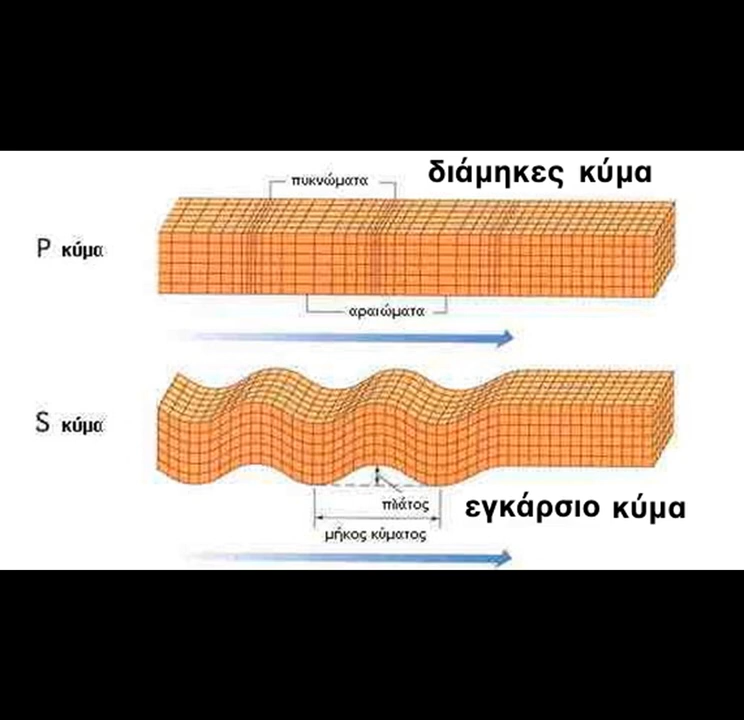 διάμηκες κύμα
πυκνώματα
P κύμα
αραιώματα
S κύμα
πλάτος
εγκάρσιο κύμα
μήκος κύματος